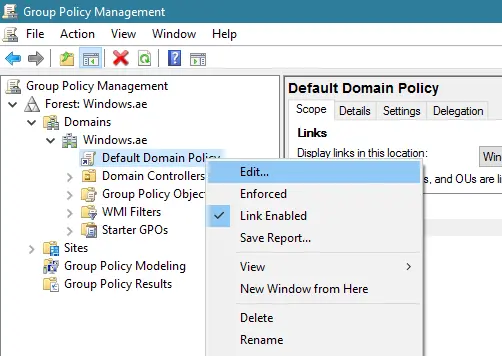 Group Policy Management
File Action View Window Help
Group Policy Management
Forest: Windows.ae
Domains
Windows.ae
Default Domain Policy
Domain Controllers
Group Policy Objec
WMI Filters
Starter GPOs
Sites
Group Policy Modeling
Group Policy Results
Edit...
Enforced
Link Enabled
Save Report...
View
New Window from Here
Delete
Rename
Default Domain Policy
Scope Details Settings Delegation
Links
Display links in this location: Win
, and OUs are li